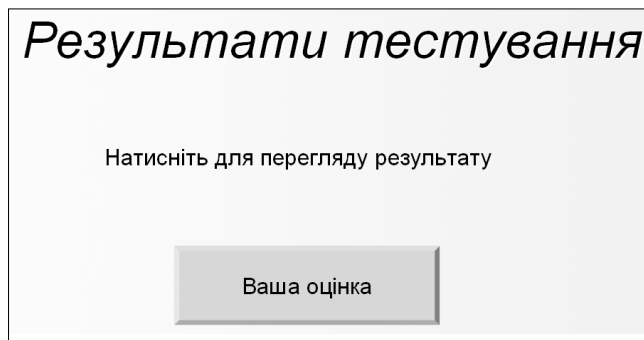 Результати тестування
Натисніть для перегляду результату
Ваша оцінка